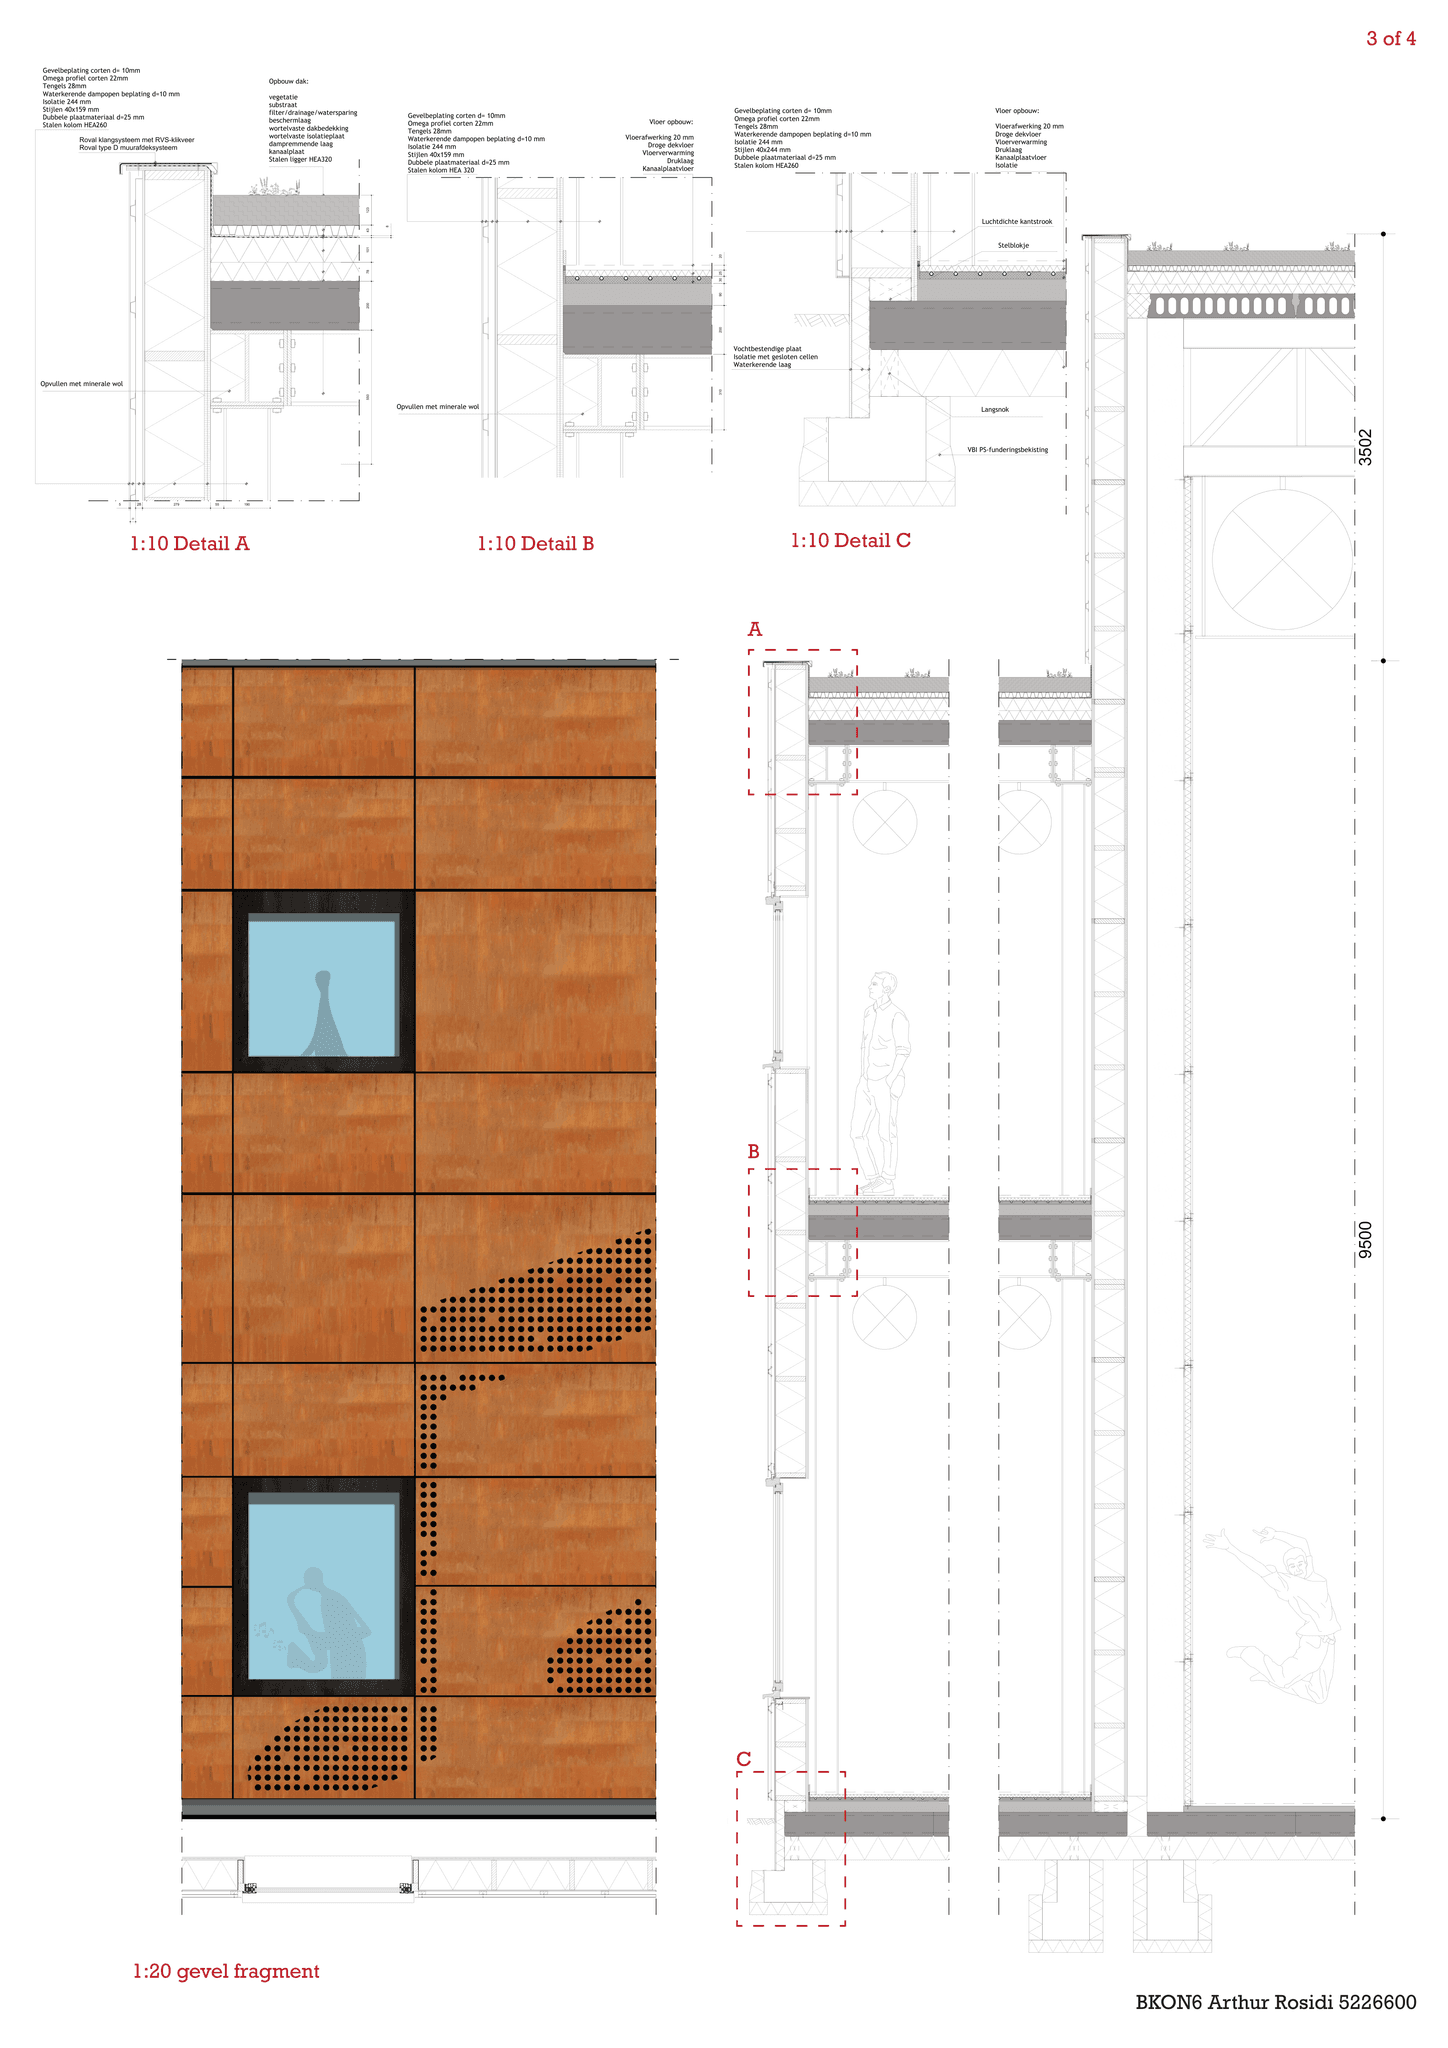 3 of 4
Gevelbeplating corten d= 10mm
Omega profiel corten 22mm
Tengels 28mm
Waterkerende dampopen beplating d=10 mm
Isolatie 244 mm
Stijlen 40x159 mm
Dubbele plaatmateriaal d=25 mm
Stalen kolom HEA260
Roval klangsysteem met RVS-klikveer
Roval type D muurafdeksysteem
Opbouw dak:
vegetatie
substraat
filter/drainage/watersparing
beschermlaag
wortelvaste dakbedekking
wortelvaste isolatieplaat
dampremmende laag
kanaalplaat
Stalen ligger HEA320
Opvullen met minerale wol
1:10 Detail A
Gevelbeplating corten d= 10mm
Omega profiel corten 22mm
Tengels 28mm
Waterkerende dampopen beplating d=10 mm
Isolatie 244 mm
Stijlen 40x159 mm
Dubbele plaatmateriaal d=25 mm
Stalen kolom HEA 320
Vloer opbouw:
Vloerafwerking 20 mm
Droge dekvloer
Vloerverwarming
Druklaag
Kanaalplaatvloer
Opvullen met minerale wol
1:10 Detail B
Gevelbeplating corten d= 10mm
Omega profiel corten 22mm
Tengels 28mm
Waterkerende dampopen beplating d=10 mm
Isolatie 244 mm
Stijlen 40x244 mm
Dubbele plaatmateriaal d=25 mm
Stalen kolom HEA260
Vloer opbouw:
Vloerafwerking 20 mm
Droge dekvloer
Vloerverwarming
Druklaag
Kanaalplaatvloer
Isolatie
Luchtdichte kantstrook
Stelblokje
Vochtbestendige plaat
Isolatie met gesloten cellen
Waterkerende laag
Langsnok
VBI PS-funderingsbekisting
1:10 Detail C
3502
A
B
9500
C
1:20 gevel fragment
BKON6 Arthur Rosidi 5226600